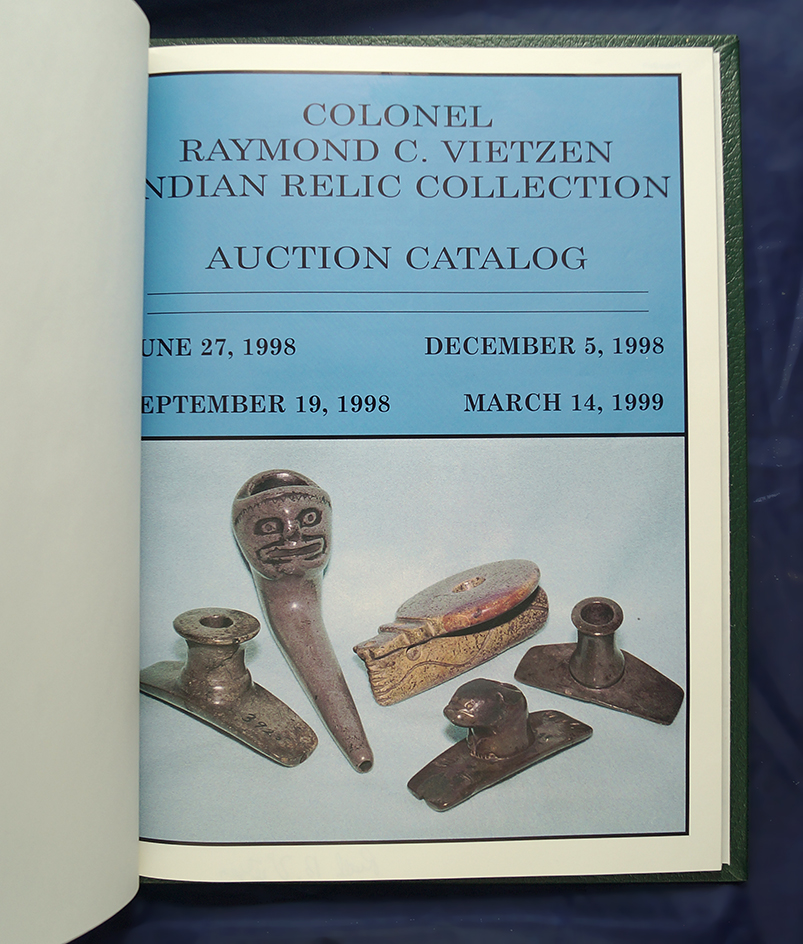 COLONEL
RAYMOND C. VIETZEN
NDIAN RELIC COLLECTION
AUCTION CATALOG
UNE 27, 1998 DECEMBER 5, 1998
EPTEMBER 19, 1998 MARCH 14, 1999